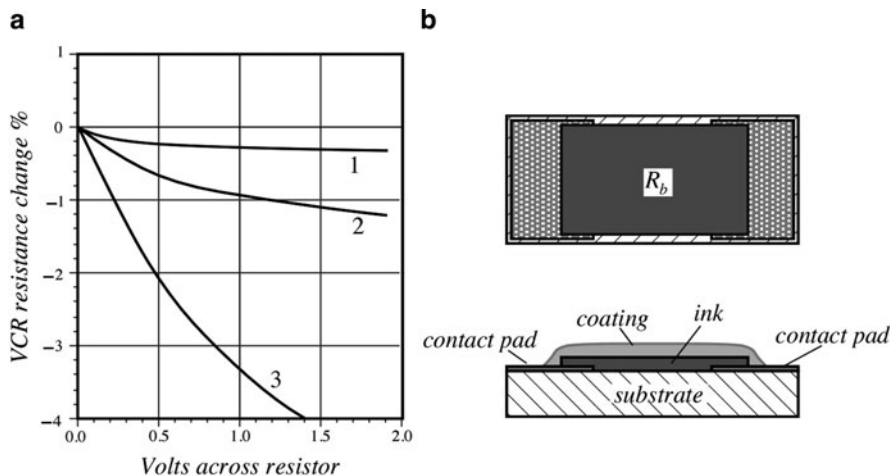 a
VCR resistance change %
1
0
−1
−2
−3
−4
0.0 0.5 1.0 1.5 2.0
Volts across resistor
1
2
3
b
R_b
contact pad
coating
ink
contact pad
substrate